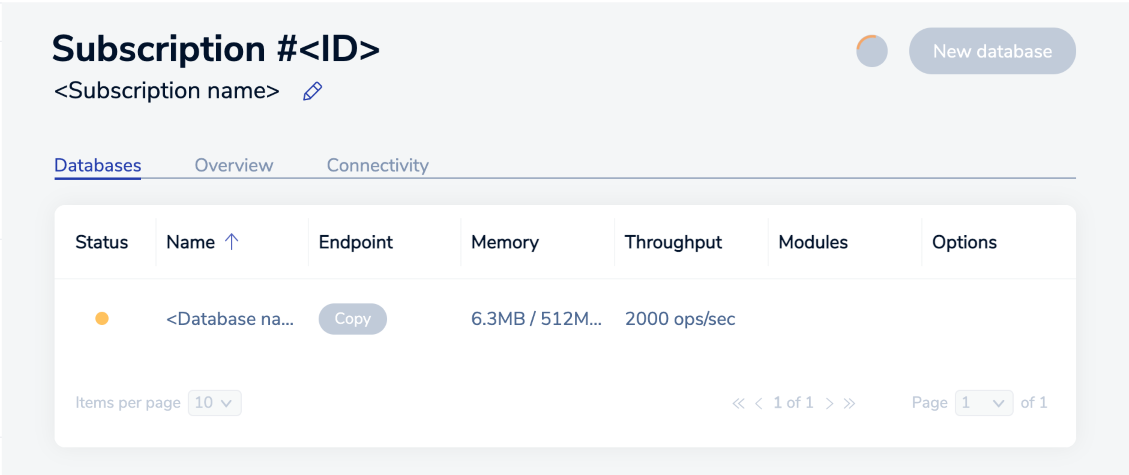 Subscription #<ID>
New database
<Subscription name>
Databases Overview Connectivity
Status Name Endpoint Memory Throughput Modules Options
<Database na... Copy 6.3MB / 512M... 2000 ops/sec
Items per page 10 1 of 1 Page 1 of 1